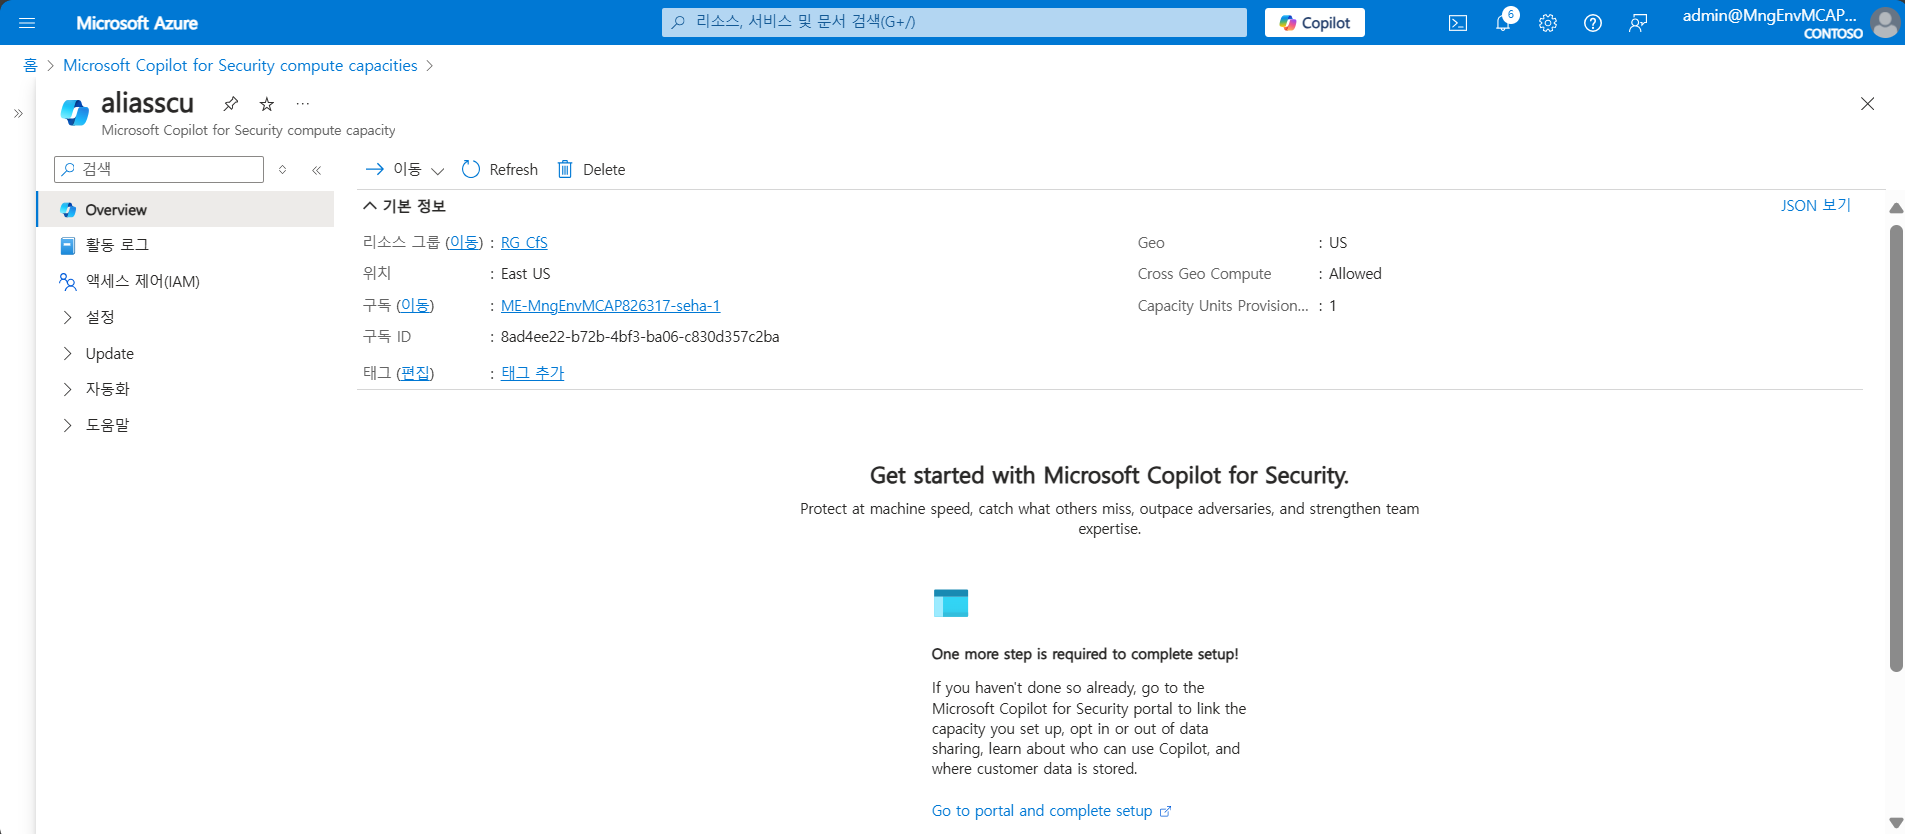 Microsoft Azure
리소스, 서비스 및 문서 검색(G+/)
Copilot
6
admin@MngEnvMCAP...
CONTOSO
홈 > Microsoft Copilot for Security compute capacities >
aliasscu
Microsoft Copilot for Security compute capacity
검색
이동
Refresh
Delete
Overview
활동 로그
액세스 제어(IAM)
설정
Update
자동화
도움말
기본 정보
JSON 보기
리소스 그룹 (이동) : RG_CfS
위치 : East US
구독 (이동) : ME-MngEnvMCAP826317-seha-1
구독 ID : 8ad4ee22-b72b-4bf3-ba06-c830d357c2ba
태그 (편집) : 태그 추가
Geo : US
Cross Geo Compute : Allowed
Capacity Units Provision... : 1
Get started with Microsoft Copilot for Security.
Protect at machine speed, catch what others miss, outpace adversaries, and strengthen team
expertise.
One more step is required to complete setup!
If you haven't done so already, go to the
Microsoft Copilot for Security portal to link the
capacity you set up, opt in or out of data
sharing, learn about who can use Copilot, and
where customer data is stored.
Go to portal and complete setup